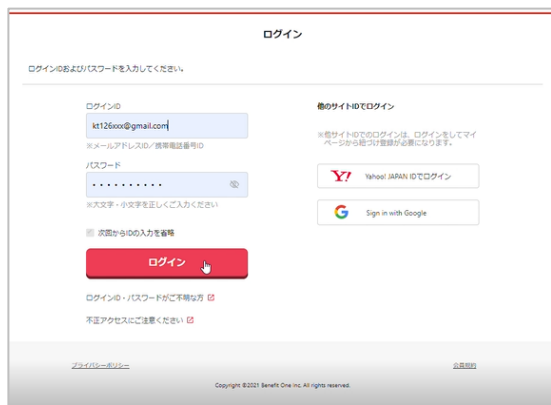 ログイン
ログインIDおよびパスワードを入力してください。
ログインID
kt126xxx@gmail.com
※メールアドレスID／携帯電話番号ID
パスワード
※大文字・小文字を正しくご入力ください
次回からIDの入力を省略
ログイン
ログインID・パスワードがご不明な方
不正アクセスにご注意ください
他のサイトIDでログイン
※他サイトIDでのログインは、ログインをしてマイ
ページから紐づけ登録が必要になります。
Y! Yahoo! JAPAN IDでログイン
G Sign in with Google
プライバシーポリシー
会員規約
Copyright ©2021 Benefit One Inc. All rights reserved.